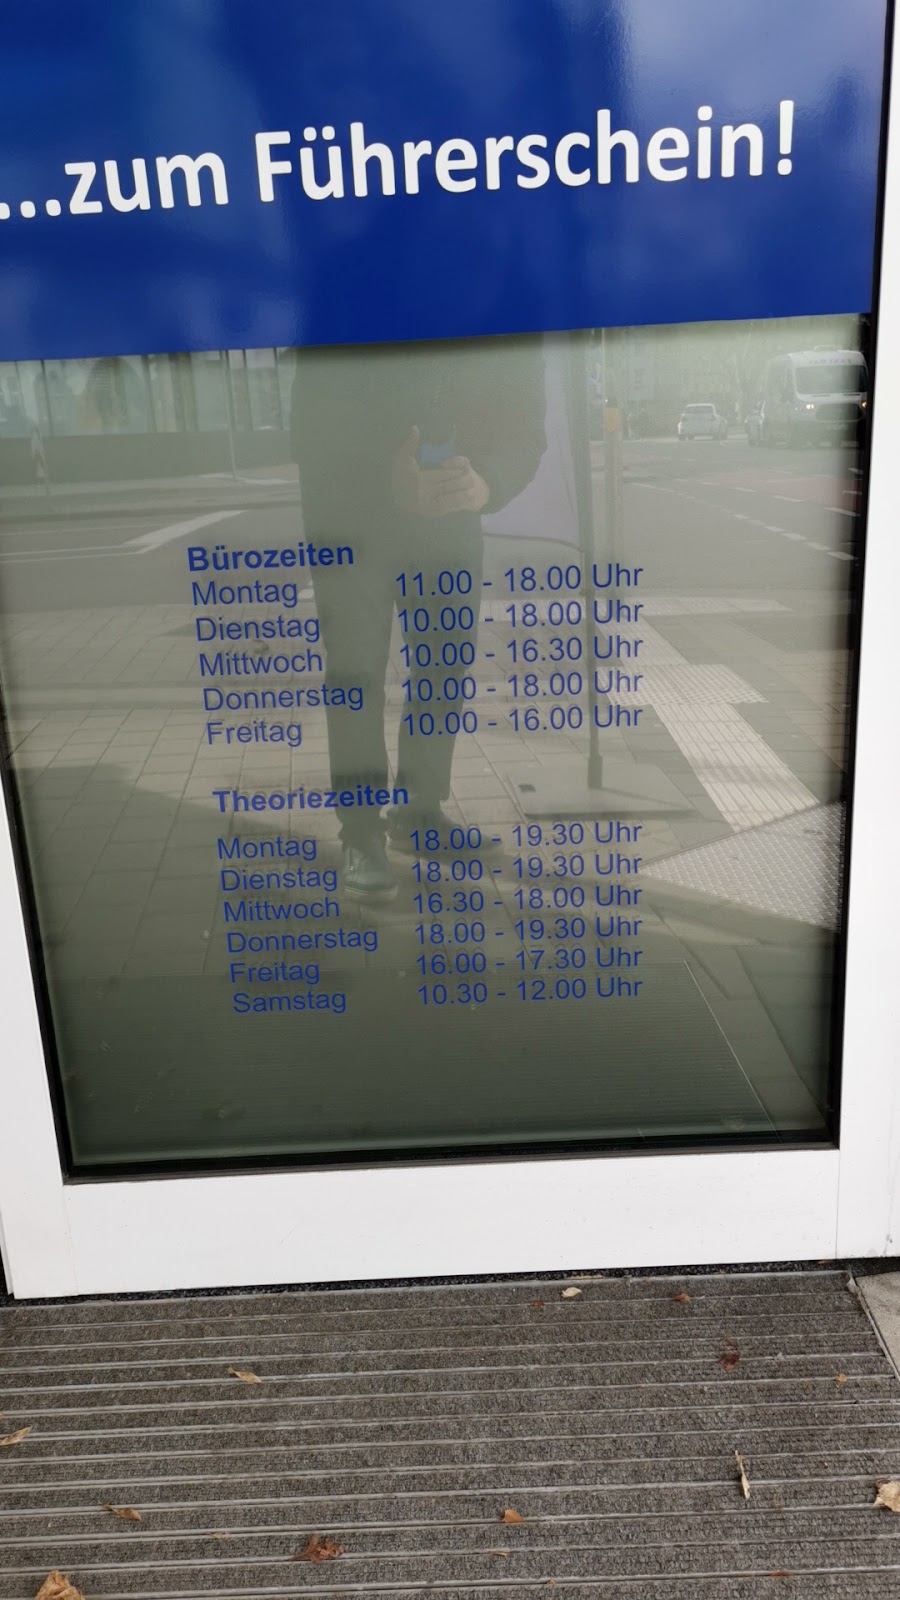 ...zum Führerschein!
Bürozeiten
Montag 11.00 - 18.00 Uhr
Dienstag 10.00 - 18.00 Uhr
Mittwoch 10.00 - 16.30 Uhr
Donnerstag 10.00 - 18.00 Uhr
Freitag 10.00 - 16.00 Uhr
Theoriezeiten
Montag 18.00 - 19.30 Uhr
Dienstag 18.00 - 19.30 Uhr
Mittwoch 16.30 - 18.00 Uhr
Donnerstag 18.00 - 19.30 Uhr
Freitag 16.00 - 17.30 Uhr
Samstag 10.30 - 12.00 Uhr